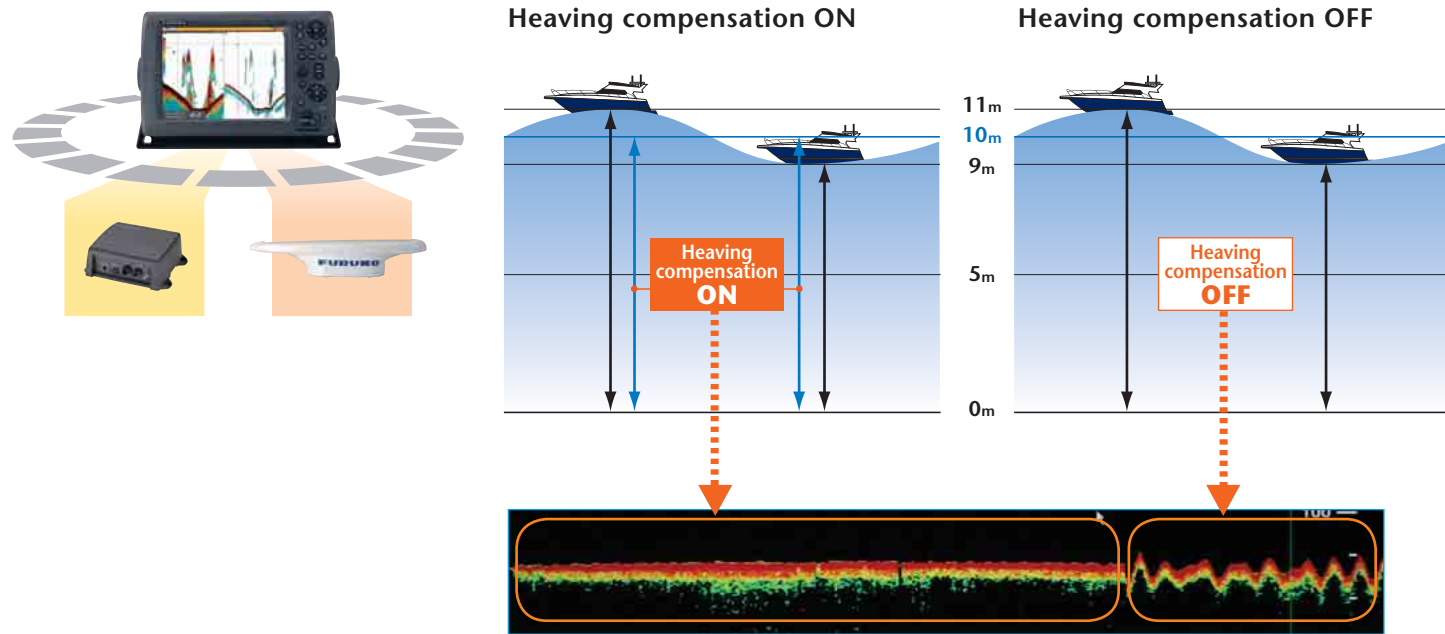 Heaving compensation ON
Heaving compensation OFF
11m
10m
9m
5m
0m
Heaving
compensation
ON
Heaving
compensation
OFF
FURUNO
100